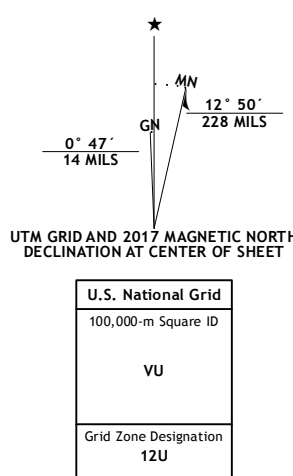 ★
MN
GN
12° 50´
228 MILS
0° 47´
14 MILS
UTM GRID AND 2017 MAGNETIC NORTH
DECLINATION AT CENTER OF SHEET
U.S. National Grid
100,000-m Square ID
VU
Grid Zone Designation
12U